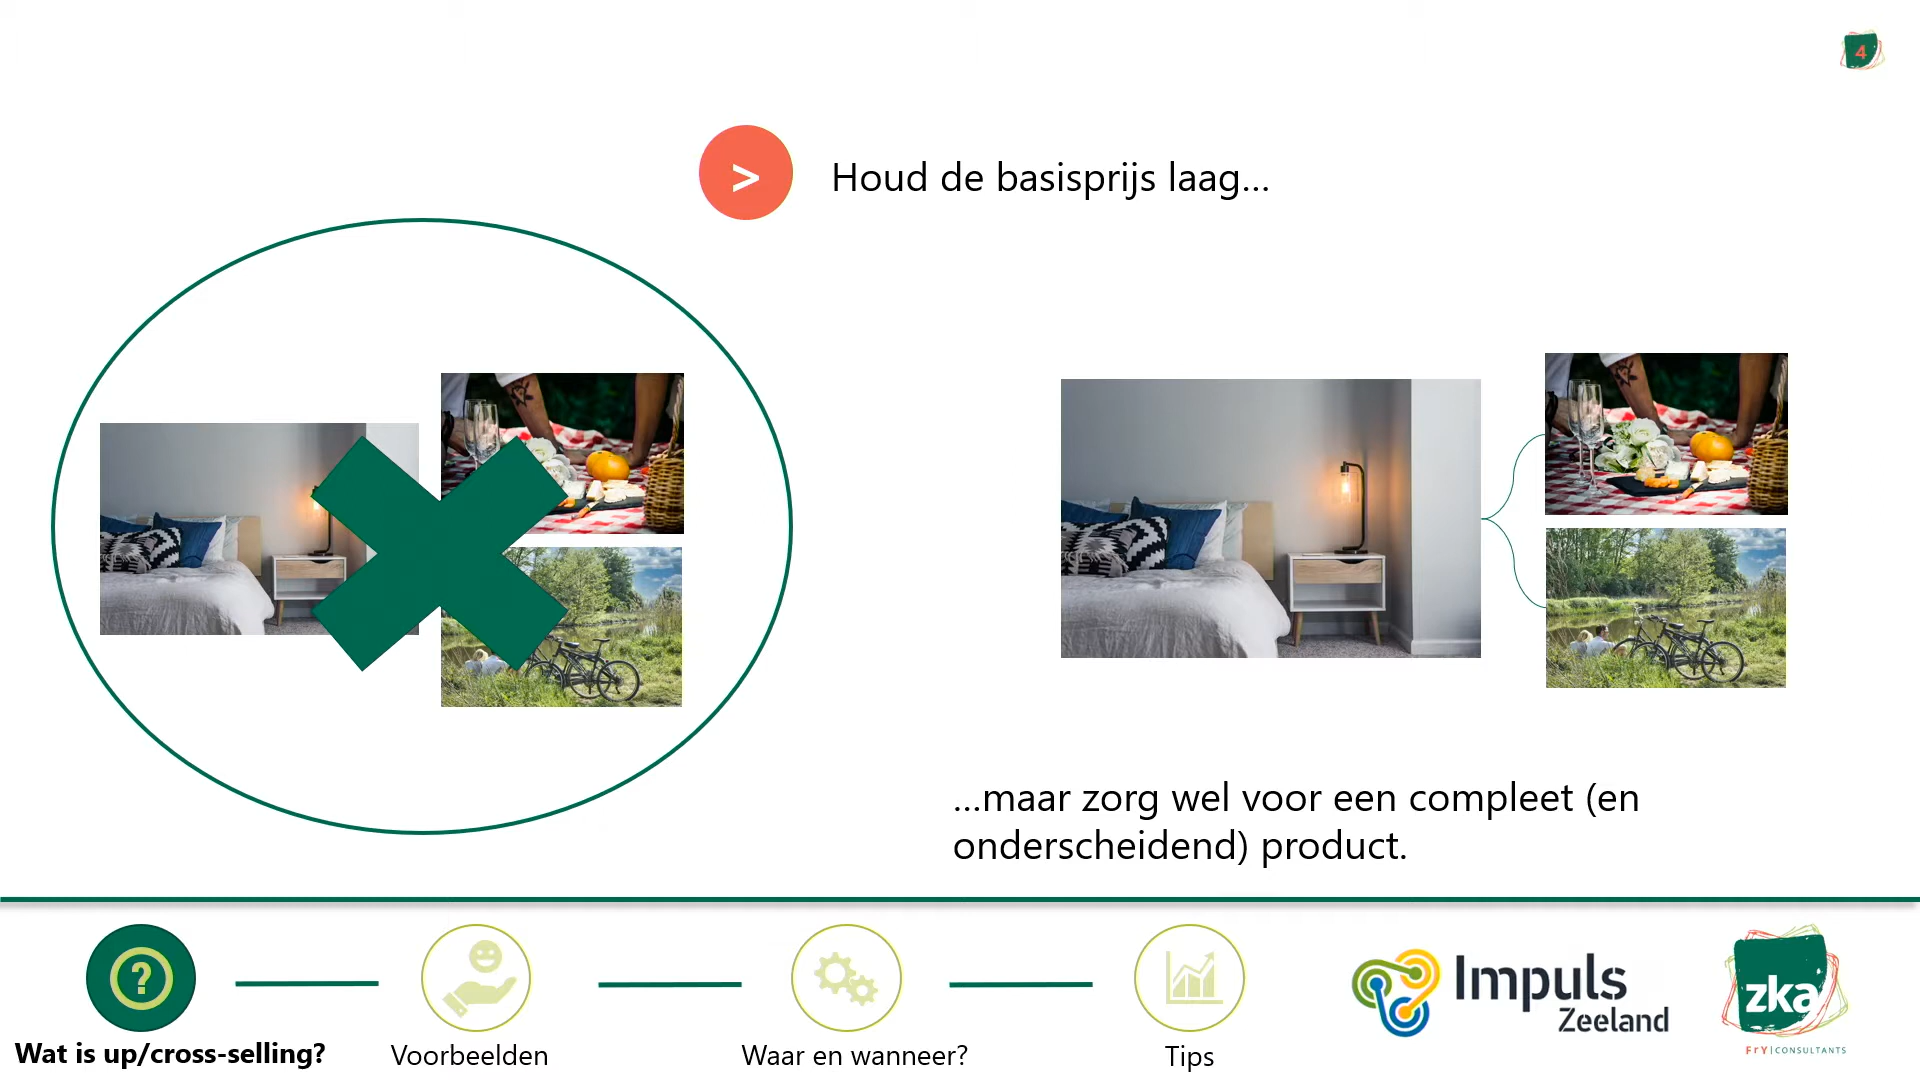 4
>
Houd de basisprijs laag...
...maar zorg wel voor een compleet (en
onderscheidend) product.
?
Wat is up/cross-selling?
Voorbeelden
Waar en wanneer?
Tips
Impuls
Zeeland
zka
FrY|CONSULTANTS